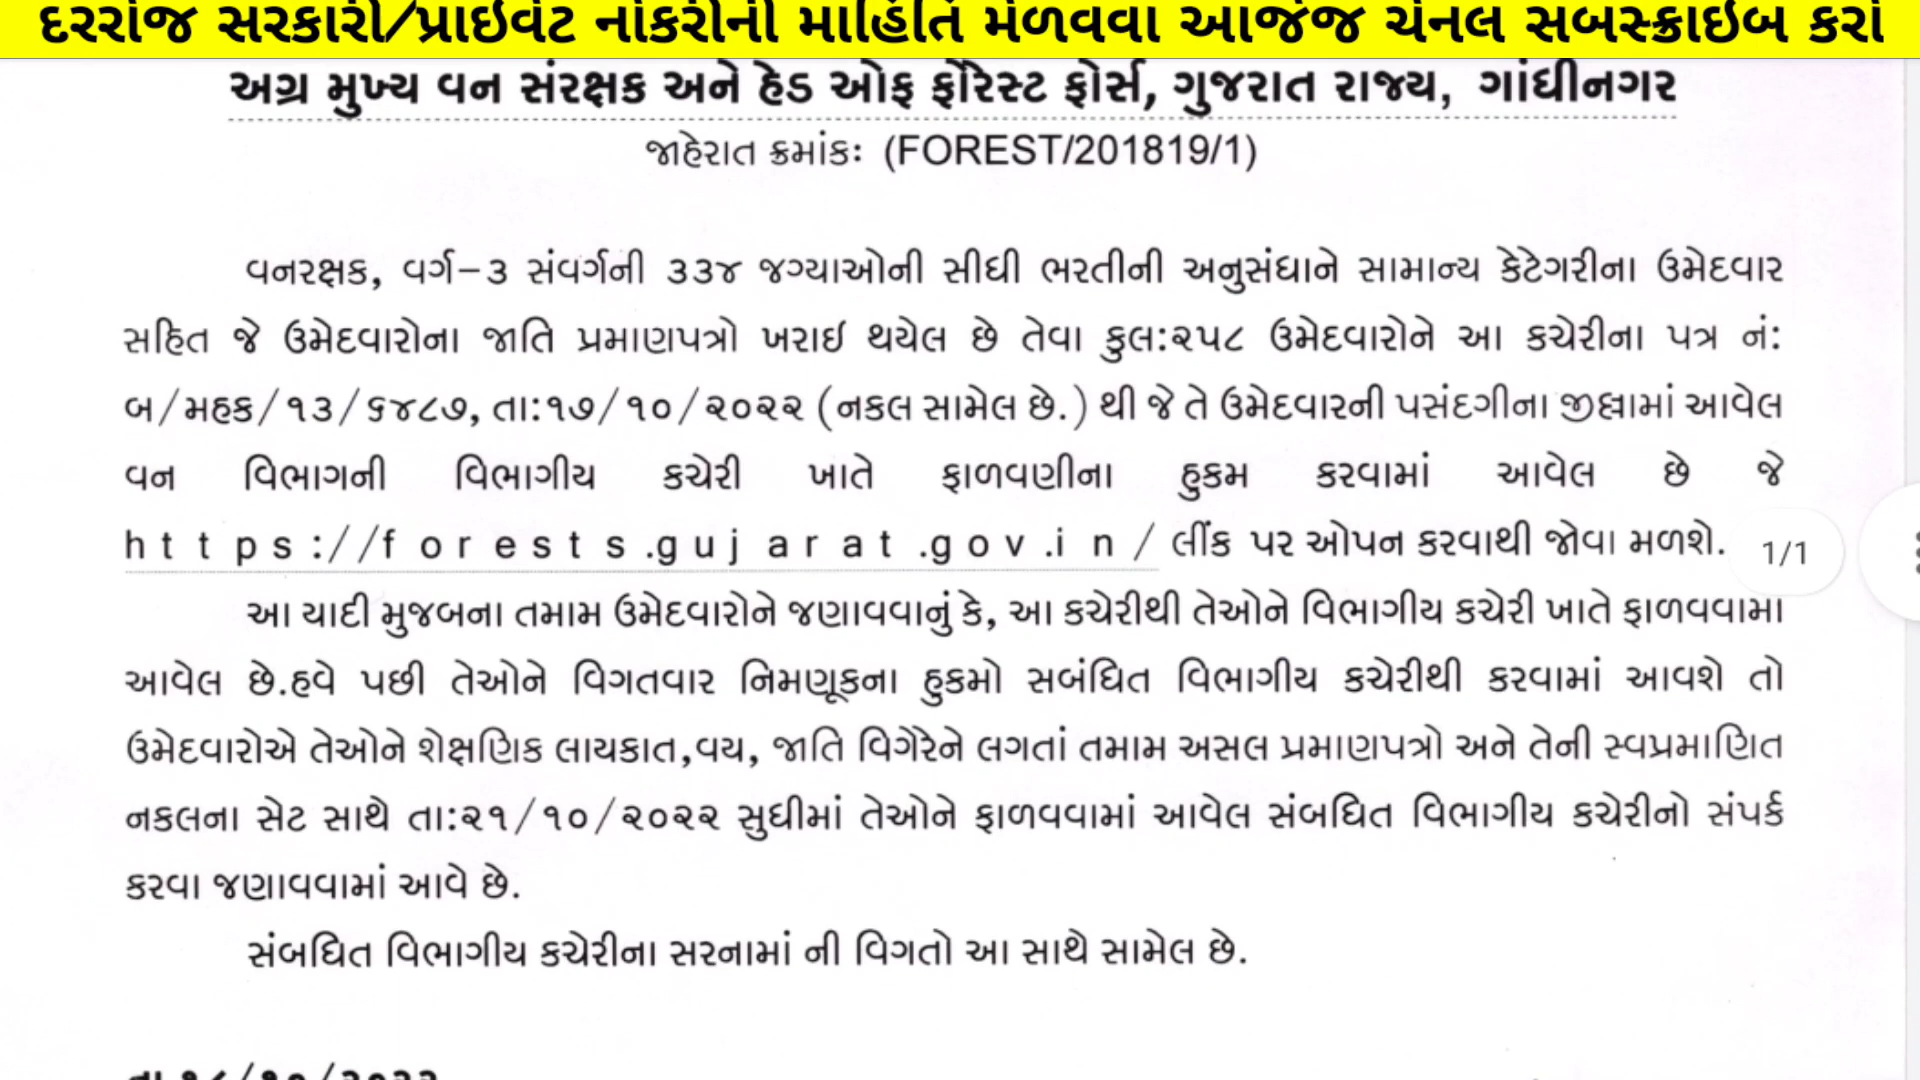 દરરોજ સરકારી/પ્રાઇવેટ નોકરીની માહિતિ મેળવવા આજેજ ચેનલ સબસ્ક્રાઇબ કરો
અગ્ર મુખ્ય વન સંરક્ષક અને હેડ ઓફ ફોરેસ્ટ ફોર્સ, ગુજરાત રાજ્ય, ગાંધીનગર
જાહેરાત ક્રમાંકઃ (FOREST/201819/1)
વનરક્ષક, વર્ગ-૩ સંવર્ગની ૩૩૪ જગ્યાઓની સીધી ભરતીની અનુસંધાને સામાન્ય કેટેગરીના ઉમેદવાર
સહિત જે ઉમેદવારોના જાતિ પ્રમાણપત્રો ખરાઈ થયેલ છે તેવા કુલ:૨૫૮ ઉમેદવારોને આ કચેરીના પત્ર નં:
બ/મહક/૧૩/૬૪૮૭, તા:૧૭/૧૦/૨૦૨૨ (નકલ સામેલ છે.) થી જે તે ઉમેદવારની પસંદગીના જીલ્લામાં આવેલ
વન વિભાગની વિભાગીય કચેરી ખાતે ફાળવણીના હુકમ કરવામાં આવેલ છે જે
https://forests.gujarat.gov.in/ લીંક પર ઓપન કરવાથી જોવા મળશે.
1/1
આ યાદી મુજબના તમામ ઉમેદવારોને જણાવવાનું કે, આ કચેરીથી તેઓને વિભાગીય કચેરી ખાતે ફાળવવામા
આવેલ છે.હવે પછી તેઓને વિગતવાર નિમણૂકના હુકમો સબંધિત વિભાગીય કચેરીથી કરવામાં આવશે તો
ઉમેદવારોએ તેઓને શેક્ષણિક લાયકાત,વય, જાતિ વિગેરેને લગતાં તમામ અસલ પ્રમાણપત્રો અને તેની સ્વપ્રમાણિત
નકલના સેટ સાથે તા:૨૧/૧૦/૨૦૨૨ સુધીમાં તેઓને ફાળવવામાં આવેલ સંબધિત વિભાગીય કચેરીનો સંપર્ક
કરવા જણાવવામાં આવે છે.
સંબધિત વિભાગીય કચેરીના સરનામાં ની વિગતો આ સાથે સામેલ છે.